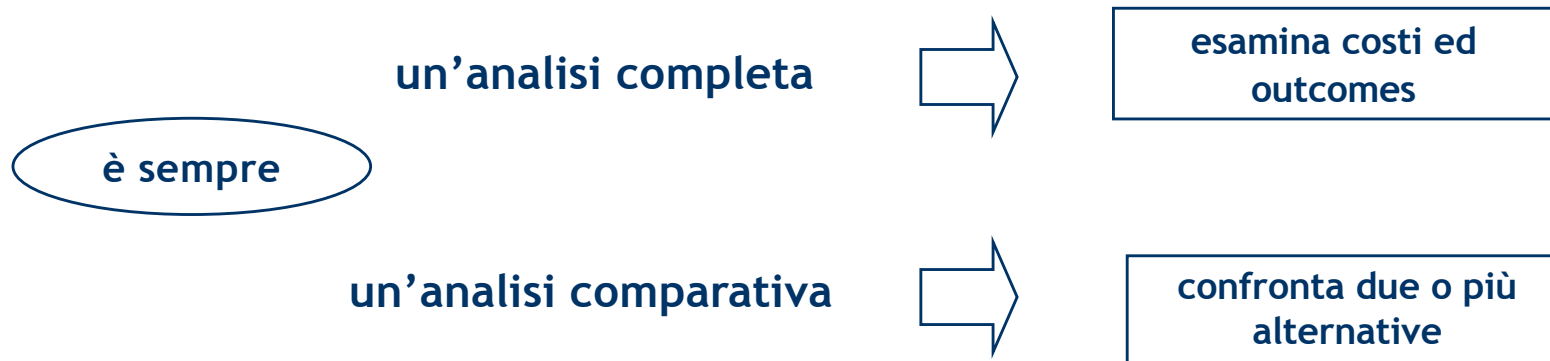 un’analisi completa
esamina costi ed
outcomes
è sempre
un’analisi comparativa
confronta due o più
alternative